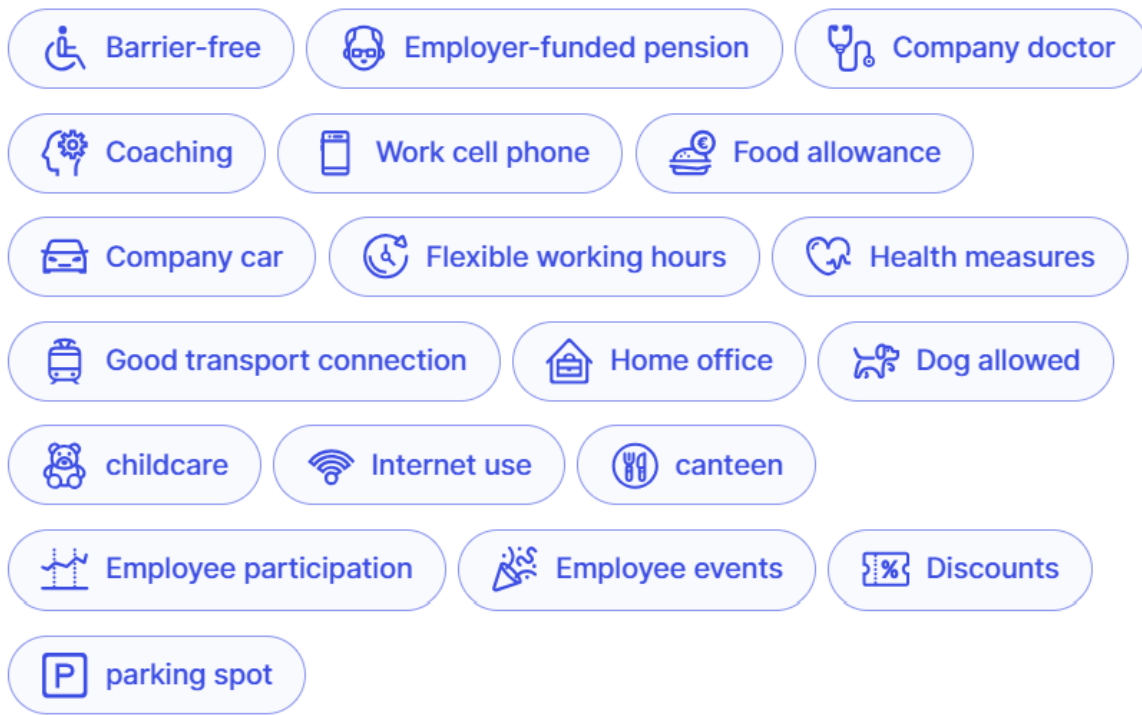 Barrier-free Employer-funded pension Company doctor
Coaching Work cell phone € Food allowance
Company car Flexible working hours Health measures
Good transport connection Home office Dog allowed
childcare Internet use canteen
Employee participation Employee events % Discounts
P parking spot